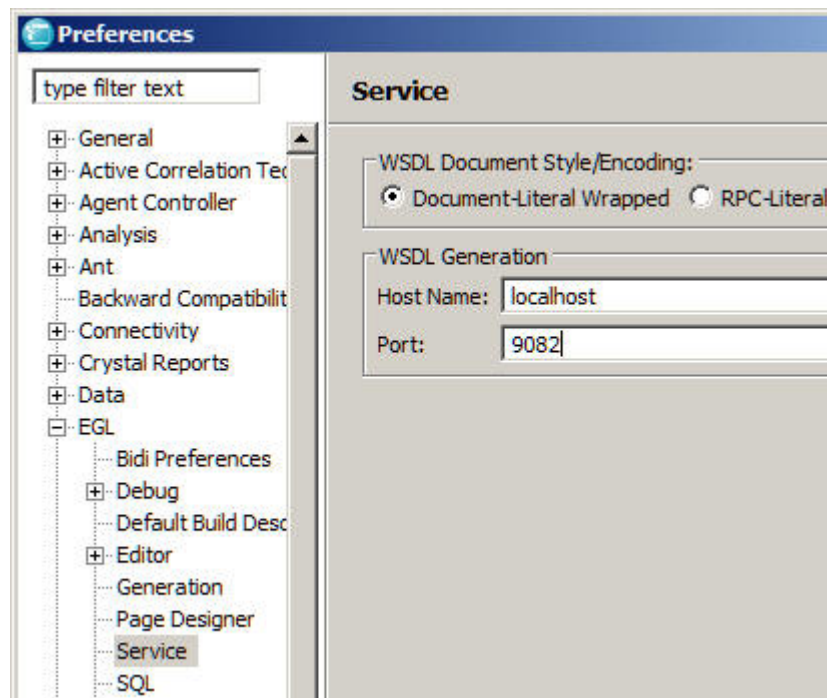 Preferences
type filter text
General
Active Correlation Tec
Agent Controller
Analysis
Ant
Backward Compatibilit
Connectivity
Crystal Reports
Data
EGL
Bidi Preferences
Debug
Default Build Desc
Editor
Generation
Page Designer
Service
SQL
Service
WSDL Document Style/Encoding:
Document-Literal Wrapped RPC-Literal
WSDL Generation
Host Name: localhost
Port: 9082